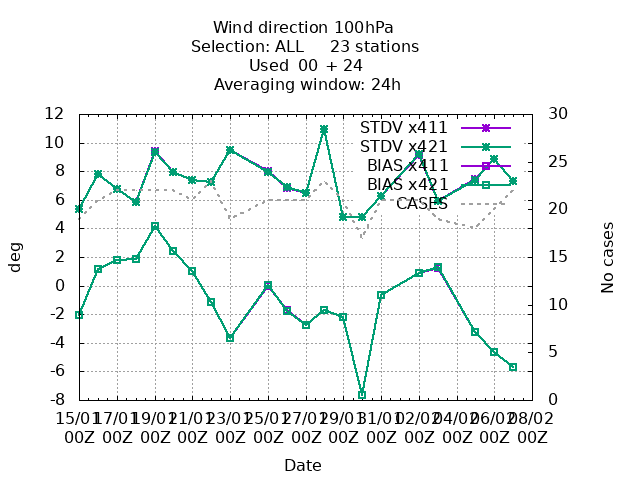 Wind direction 100hPa
Selection: ALL 23 stations
Used 00 + 24
Averaging window: 24h
12 30
STDV x411
10
STDV x421
25
8
BIAS x411
BIAS x421
6
CASES
20
4
2
15
0
-2
10
-4
5
-6
-8 0
deg
No cases
15/01 17/01 19/01 21/01 23/01 25/01 27/01 29/01 31/01 02/02 04/02 06/02 08/02
00Z 00Z 00Z 00Z 00Z 00Z 00Z 00Z 00Z 00Z 00Z 00Z 00Z
Date